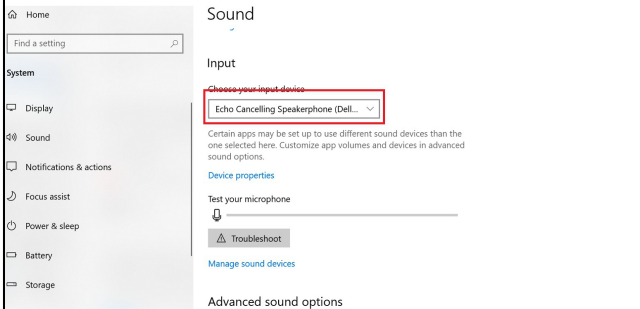 Home
Find a setting
System
Display
Sound
Notifications & actions
Focus assist
Power & sleep
Battery
Storage
Sound
Input
Choose your input device
Echo Cancelling Speakerphone (Dell...
Certain apps may be set up to use different sound devices than the
one selected here. Customize app volumes and devices in advanced
sound options.
Device properties
Test your microphone
Troubleshoot
Manage sound devices
Advanced sound options